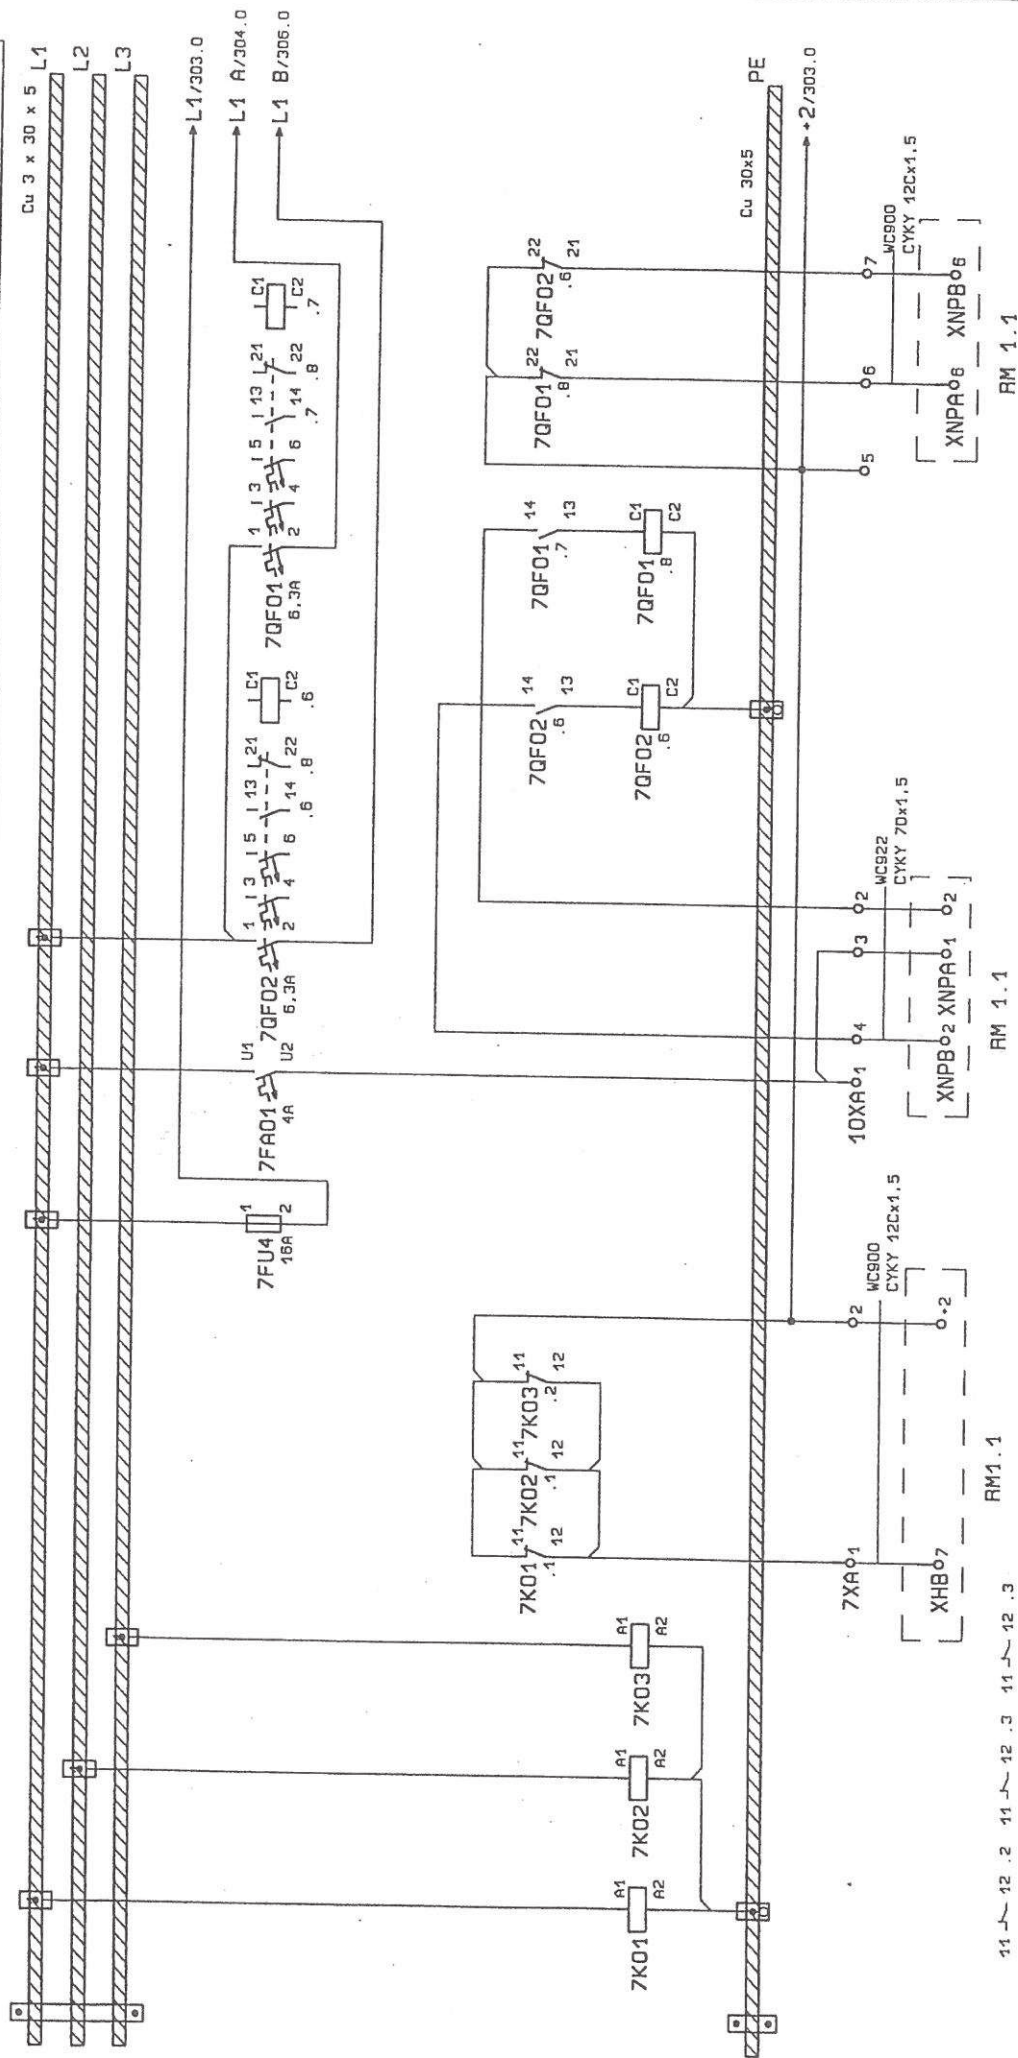 Cu 3 x 30 x 5
L1
L2
L3
L1/303.0
L1 A/304.0
L1 B/306.0
7FU4
16A
1
2
7FA01
4A
U1
U2
7QF02
6,3A
1 3 5 13 21 C1
2 4 6 14 22 C2
.6 .8 .6
7QF01
6,3A
1 3 5 13 21 C1
2 4 6 14 22 C2
.7 .8 .7
7K01 11 7K02 11 7K03 11
.1 12 .1 12 .2 12
7QF02 14
.6 13
7QF01 14
.7 13
7QF01 22
.8 21
7QF02 22
.6 21
7K01 A1
A2
7K02 A1
A2
7K03 A1
A2
7QF02 C1
.6 C2
7QF01 C1
.8 C2
Cu 30x5
PE
+2/303.0
7XA 1 2
10XA 1 4 3 2
5 6 7
WC900
CYKY 12Cx1,5
WC922
CYKY 7Dx1,5
WC900
CYKY 12Cx1,5
XHB 7 +2
XNPB 2 XNPA 1 2
XNPA 6 XNPB 6
RM1.1
RM 1.1
RM 1.1
11 12 .2 11 12 .3 11 12 .3